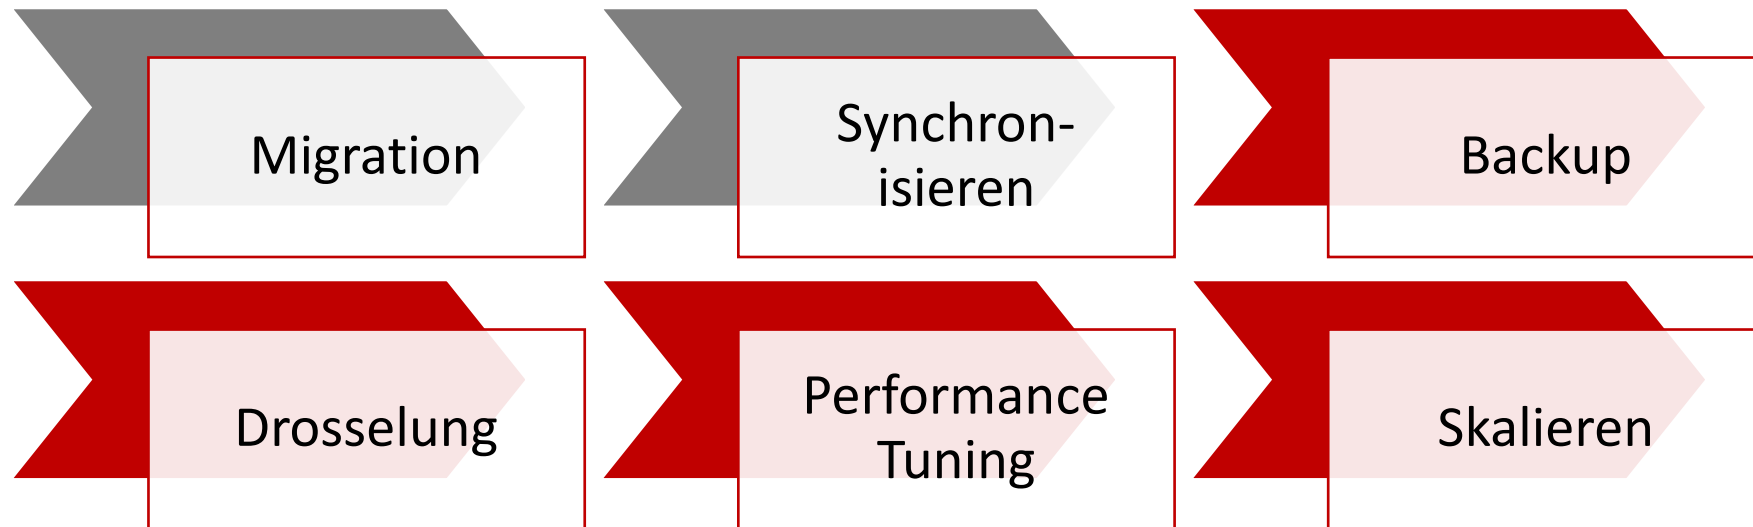 Migration
Synchron-
isieren
Backup
Drosselung
Performance
Tuning
Skalieren